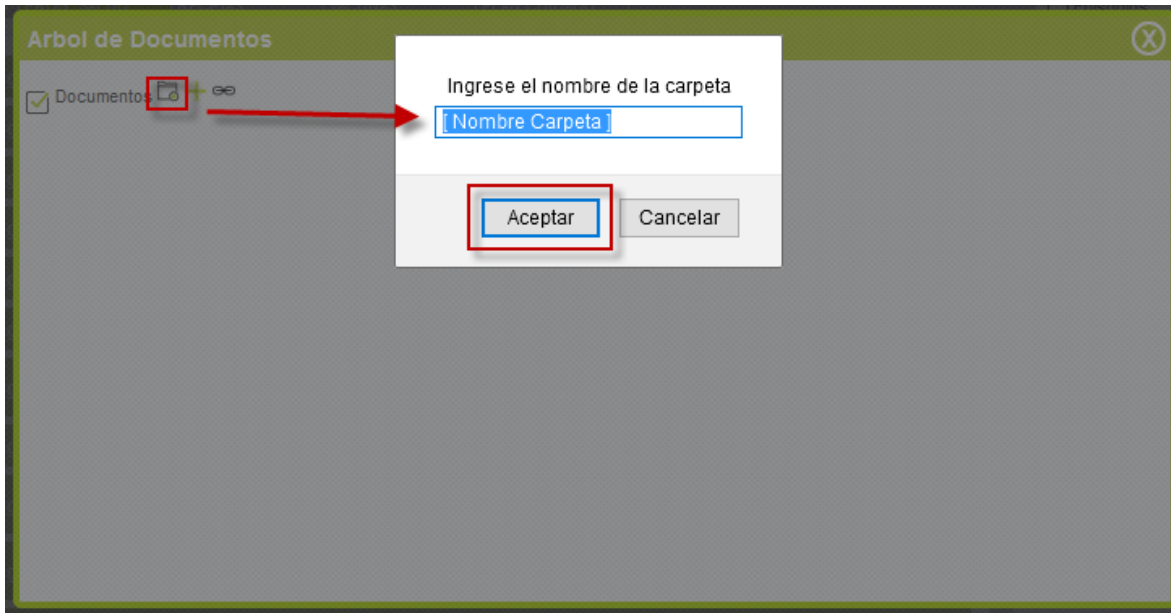 Arbol de Documentos
Documentos
Ingrese el nombre de la carpeta
[ Nombre Carpeta ]
Aceptar
Cancelar